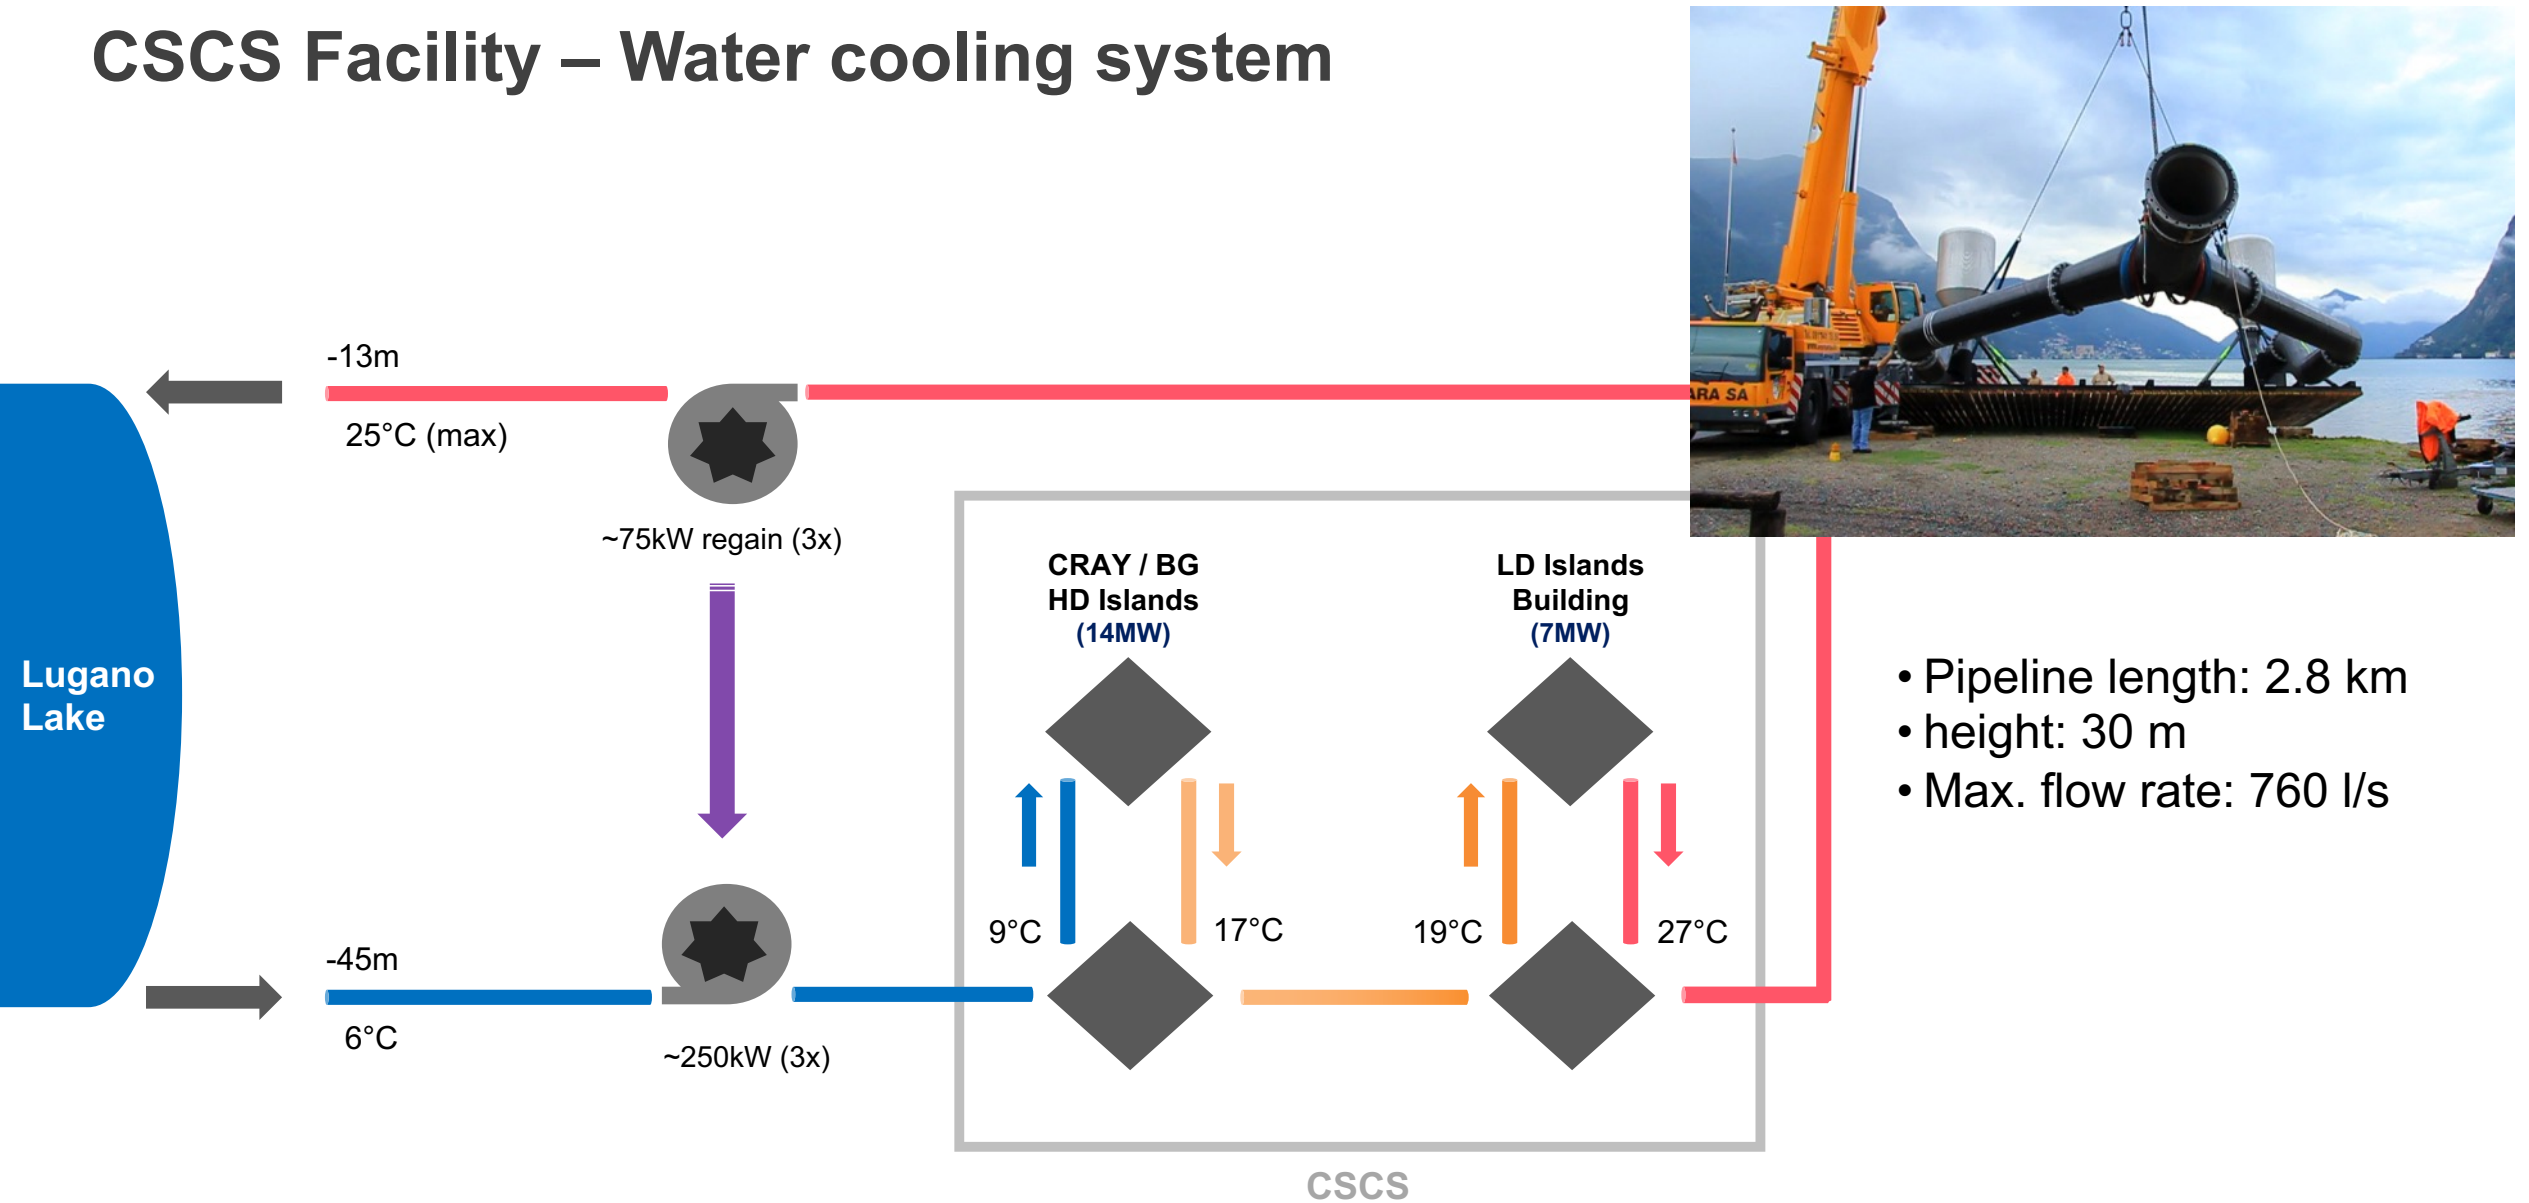 CSCS Facility – Water cooling system
ARA SA
-13m
25°C (max)
~75kW regain (3x)
CRAY / BG
HD Islands
(14MW)
LD Islands
Building
(7MW)
Lugano
Lake
• Pipeline length: 2.8 km
• height: 30 m
• Max. flow rate: 760 l/s
9°C
17°C
19°C
27°C
-45m
6°C
~250kW (3x)
CSCS